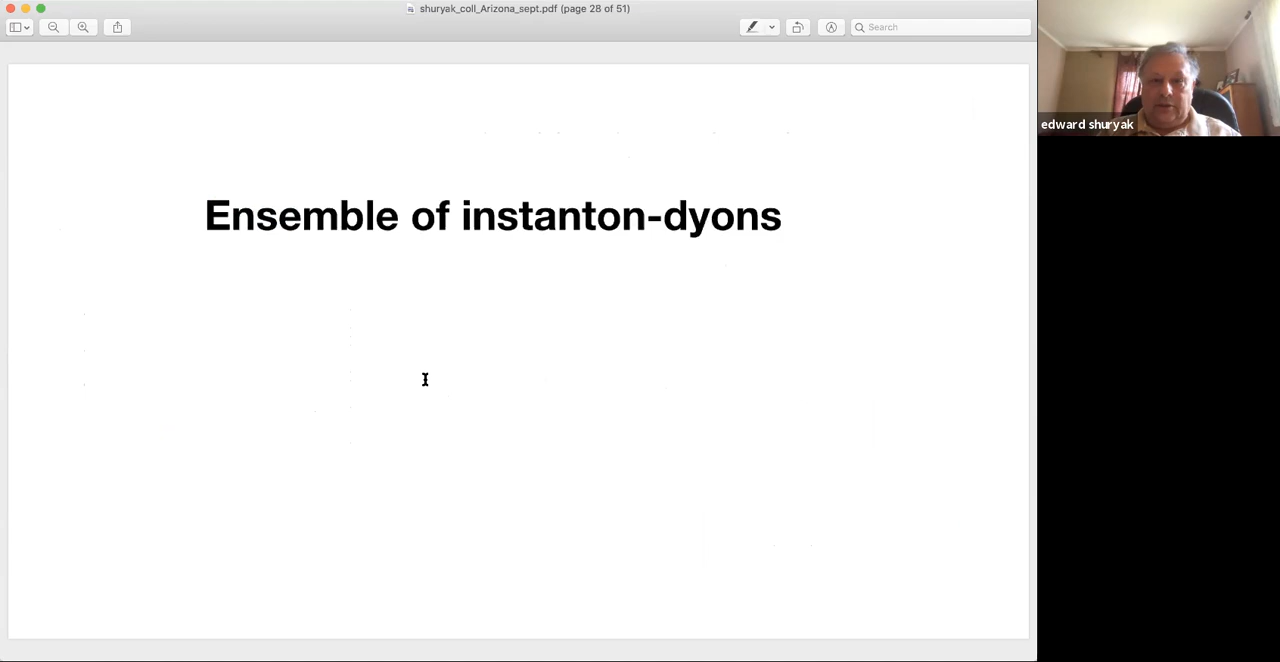 shuryak_coll_Arizona_sept.pdf (page 28 of 51)
Search
Ensemble of instanton-dyons
edward shuryak